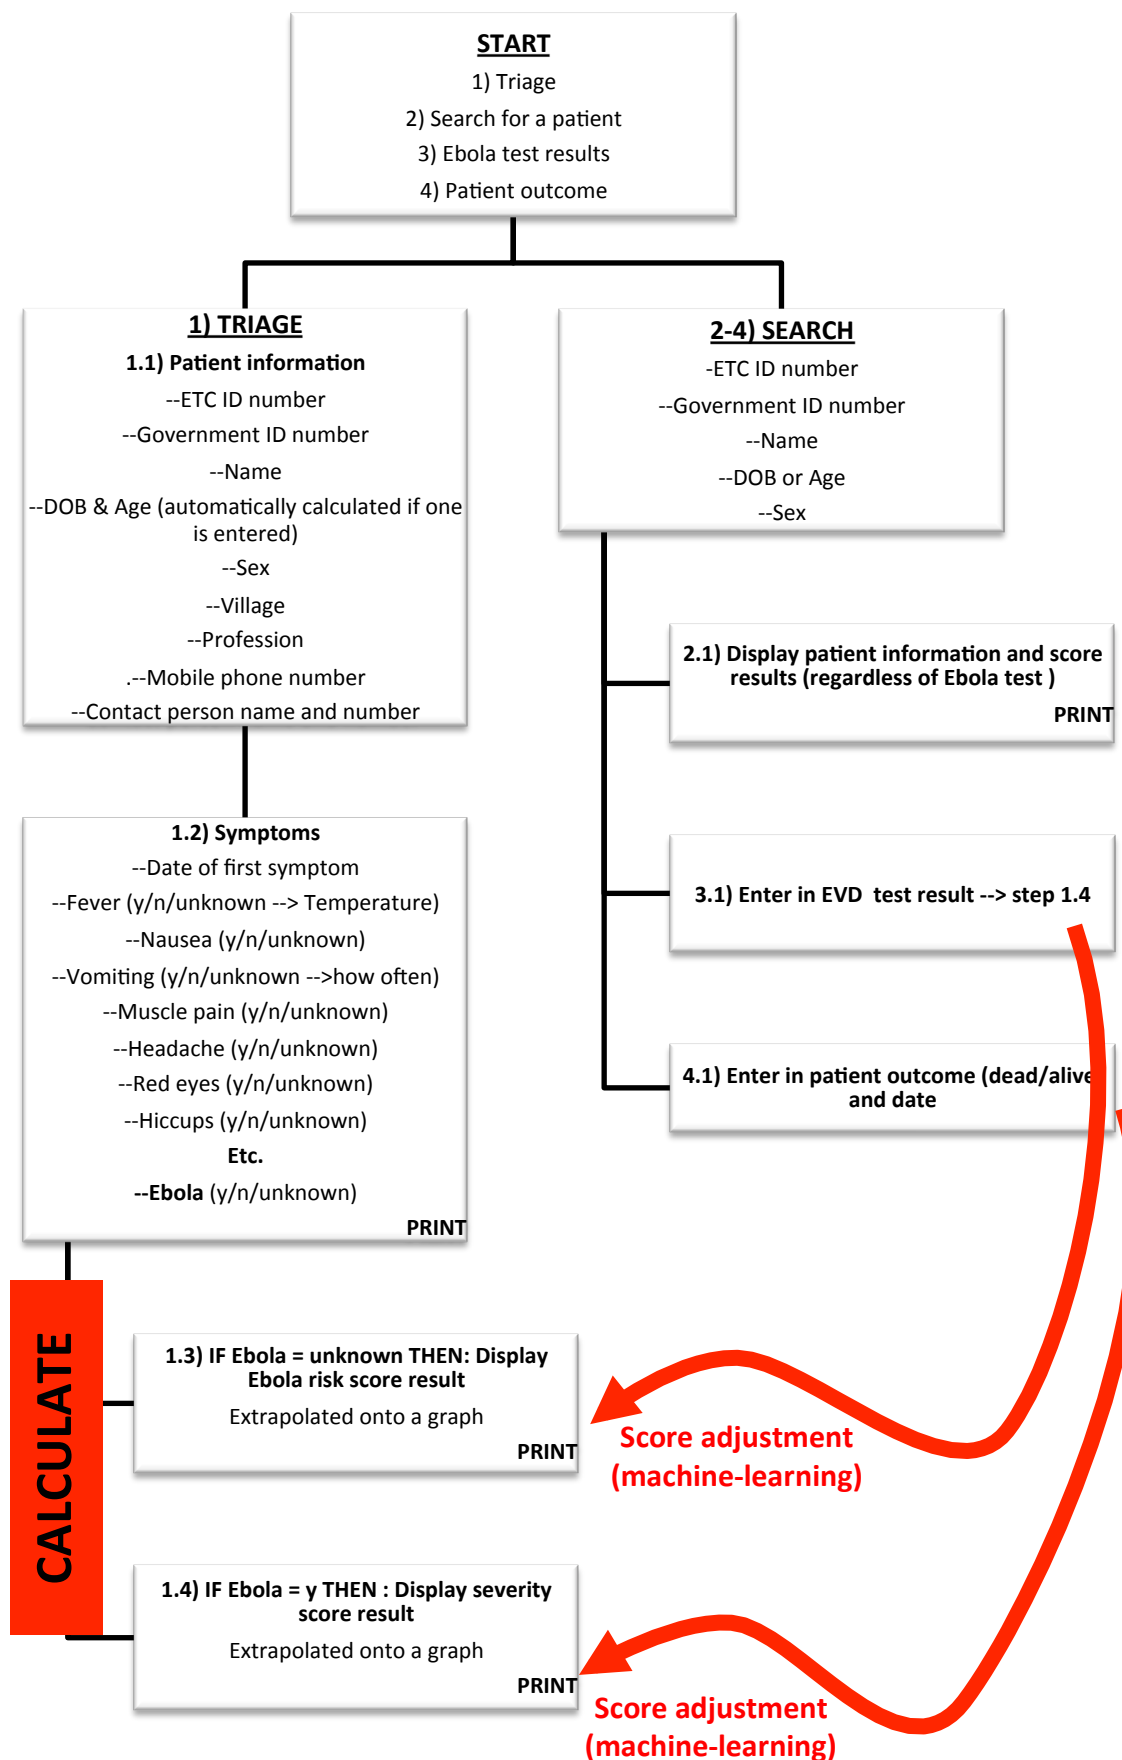 START
1) Triage
2) Search for a patient
3) Ebola test results
4) Patient outcome
1) TRIAGE
1.1) Patient information
--ETC ID number
--Government ID number
--Name
--DOB & Age (automatically calculated if one
is entered)
--Sex
--Village
--Profession
.--Mobile phone number
--Contact person name and number
2-4) SEARCH
-ETC ID number
--Government ID number
--Name
--DOB or Age
--Sex
2.1) Display patient information and score
results (regardless of Ebola test )
PRINT
1.2) Symptoms
--Date of first symptom
--Fever (y/n/unknown --> Temperature)
--Nausea (y/n/unknown)
--Vomiting (y/n/unknown -->how often)
--Muscle pain (y/n/unknown)
--Headache (y/n/unknown)
--Red eyes (y/n/unknown)
--Hiccups (y/n/unknown)
Etc.
--Ebola (y/n/unknown)
PRINT
3.1) Enter in EVD  test result --> step 1.4
4.1) Enter in patient outcome (dead/alive
and date
CALCULATE
1.3) IF Ebola = unknown THEN: Display
Ebola risk score result
Extrapolated onto a graph
PRINT
Score adjustment
(machine-learning)
1.4) IF Ebola = y THEN : Display severity
score result
Extrapolated onto a graph
PRINT
Score adjustment
(machine-learning)